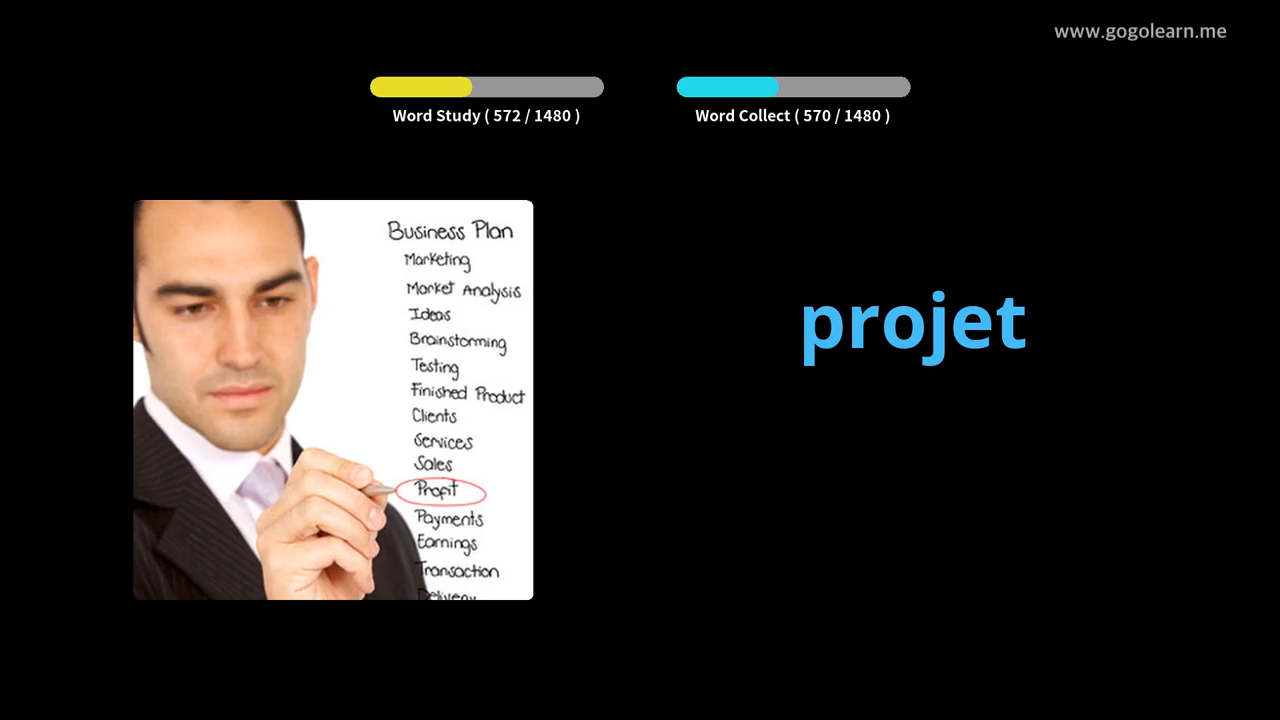 www.gogolearn.me
Word Study ( 572 / 1480 )
Word Collect ( 570 / 1480 )
Business Plan
Marketing
Market Analysis
Ideas
Brainstorming
Testing
Finished Product
Clients
Services
Sales
Profit
Payments
Earnings
Transaction
Delivery
projet